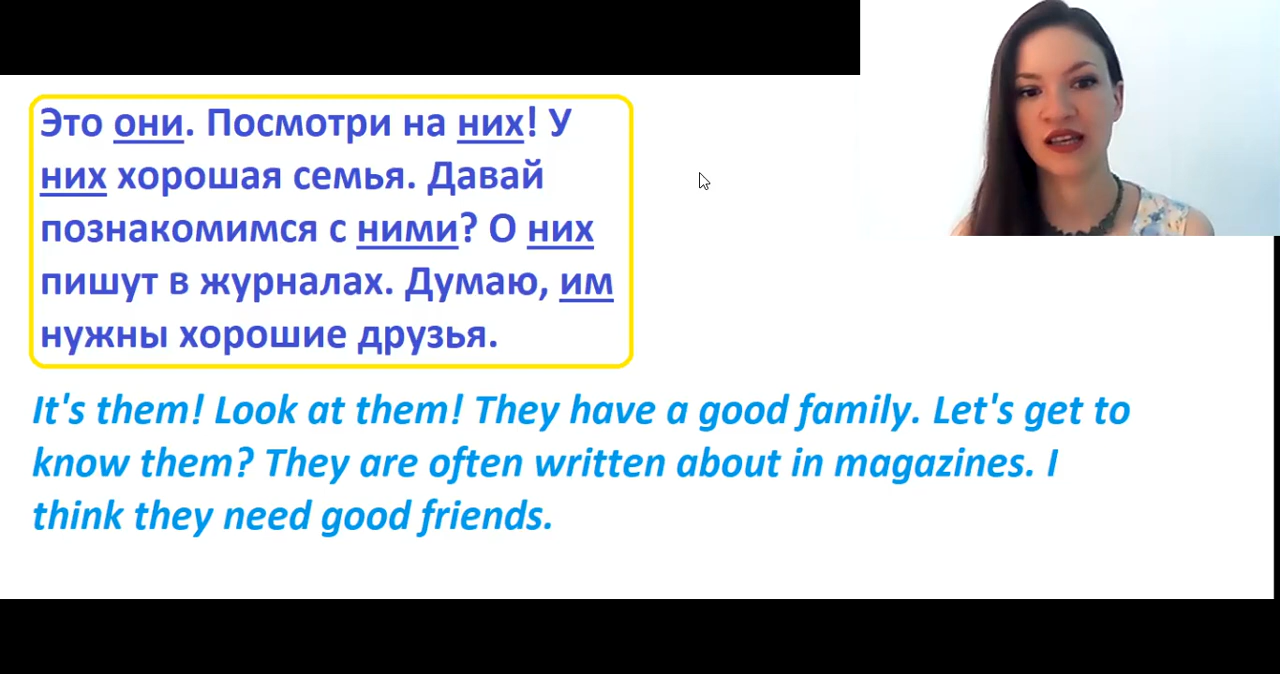 Это они. Посмотри на них! У
них хорошая семья. Давай
познакомимся с ними? О них
пишут в журналах. Думаю, им
нужны хорошие друзья.
It's them! Look at them! They have a good family. Let's get to
know them? They are often written about in magazines. I
think they need good friends.